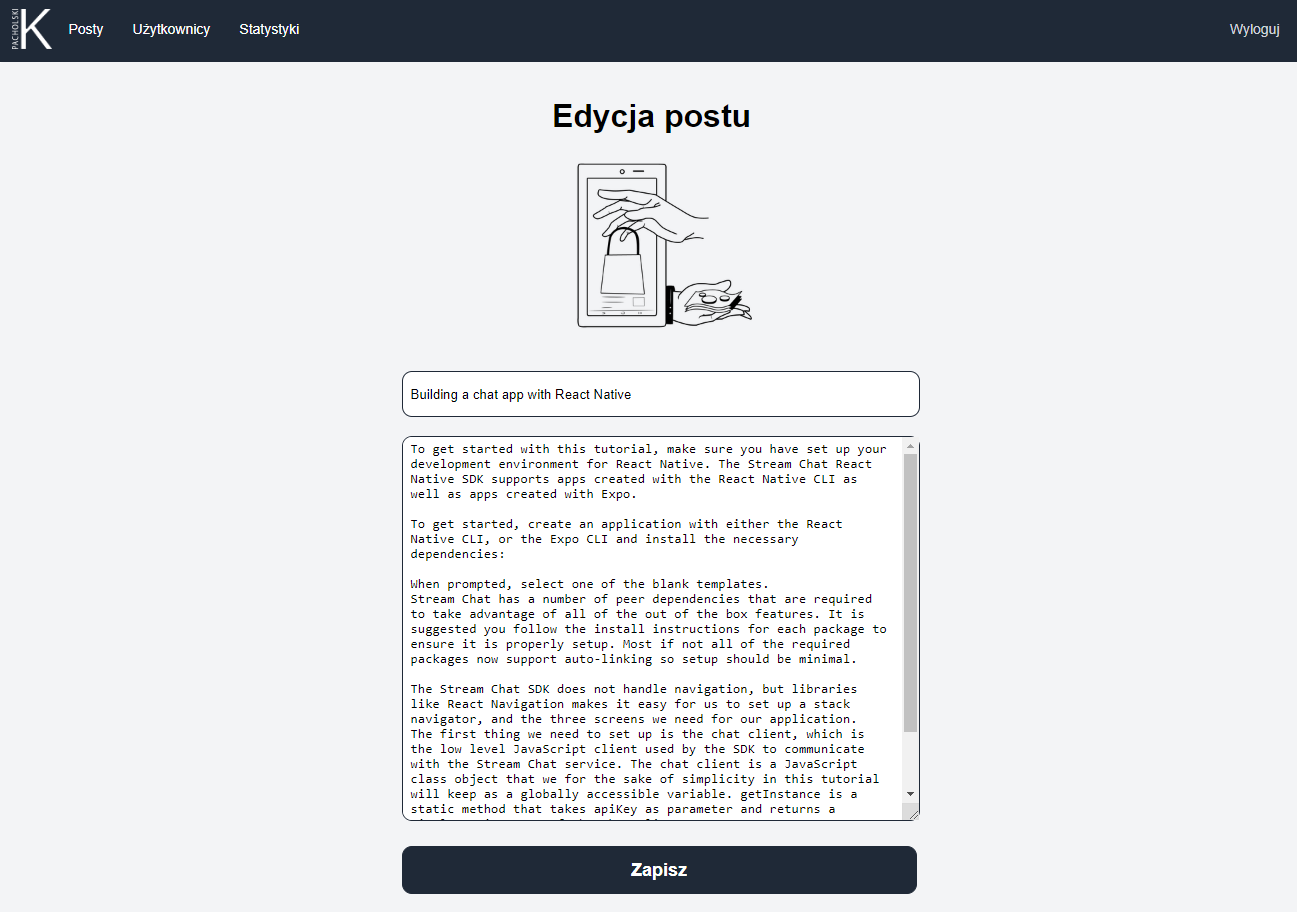 PACHOLSKI
K
Posty
Użytkownicy
Statystyki
Wyloguj
Edycja postu
Building a chat app with React Native
To get started with this tutorial, make sure you have set up your
development environment for React Native. The Stream Chat React
Native SDK supports apps created with the React Native CLI as
well as apps created with Expo.
To get started, create an application with either the React
Native CLI, or the Expo CLI and install the necessary
dependencies:
When prompted, select one of the blank templates.
Stream Chat has a number of peer dependencies that are required
to take advantage of all of the out of the box features. It is
suggested you follow the install instructions for each package to
ensure it is properly setup. Most if not all of the required
packages now support auto-linking so setup should be minimal.
The Stream Chat SDK does not handle navigation, but libraries
like React Navigation makes it easy for us to set up a stack
navigator, and the three screens we need for our application.
The first thing we need to set up is the chat client, which is
the low level JavaScript client used by the SDK to communicate
with the Stream Chat service. The chat client is a JavaScript
class object that we for the sake of simplicity in this tutorial
will keep as a globally accessible variable. getInstance is a
static method that takes apiKey as parameter and returns a
Zapisz